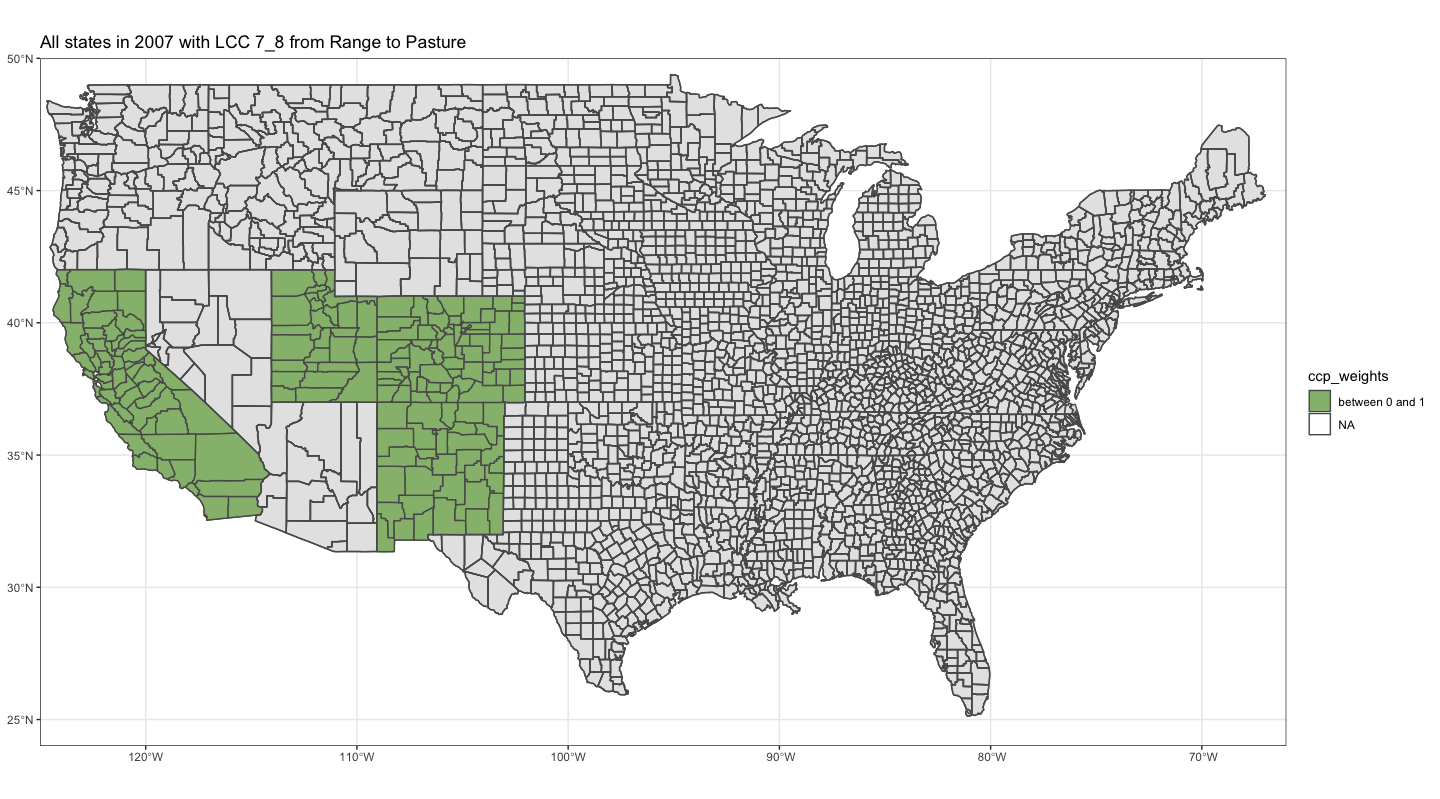 All states in 2007 with LCC 7_8 from Range to Pasture
50°N
45°N
40°N
35°N
30°N
25°N
120°W
110°W
100°W
90°W
80°W
70°W
ccp_weights
between 0 and 1
NA